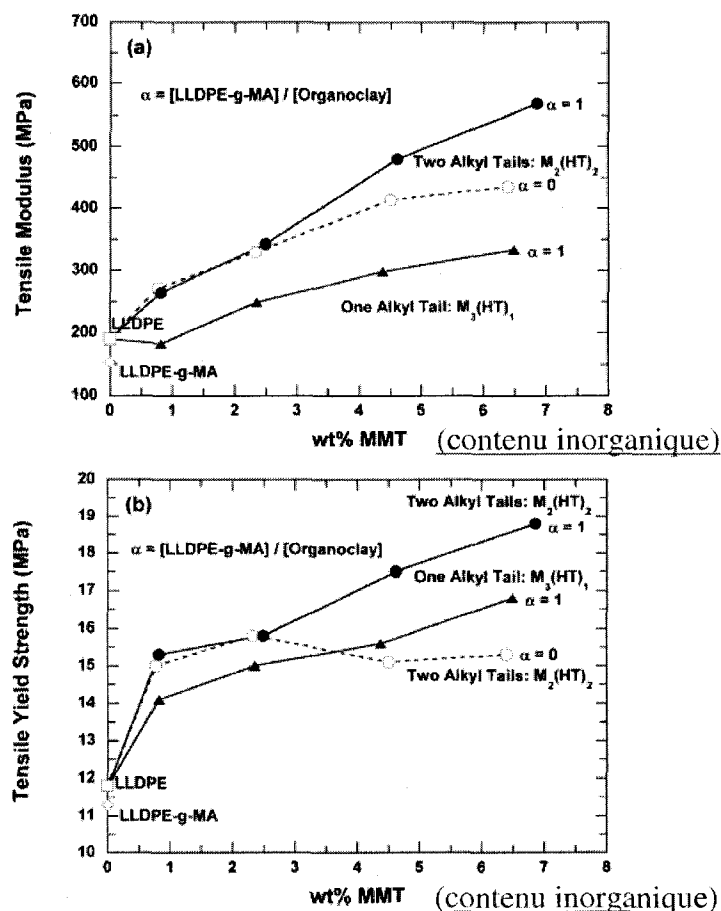 700
(a)
600
α = [LLDPE-g-MA] / [Organoclay]
α = 1
500
Two Alkyl Tails: M₂(HT)₂
α = 0
400
α = 1
300
One Alkyl Tail: M₃(HT)₁
LLDPE
200
LLDPE-g-MA
100
Tensile Modulus (MPa)
0 1 2 3 4 5 6 7 8
wt% MMT (contenu inorganique)
20
(b)
Two Alkyl Tails: M₂(HT)₂
19
α = 1
α = [LLDPE-g-MA] / [Organoclay]
18
One Alkyl Tail: M₃(HT)₁
17
α = 1
16
α = 0
15
Two Alkyl Tails: M₂(HT)₂
14
13
12
LLDPE
LLDPE-g-MA
11
10
Tensile Yield Strength (MPa)
0 1 2 3 4 5 6 7 8
wt% MMT (contenu inorganique)